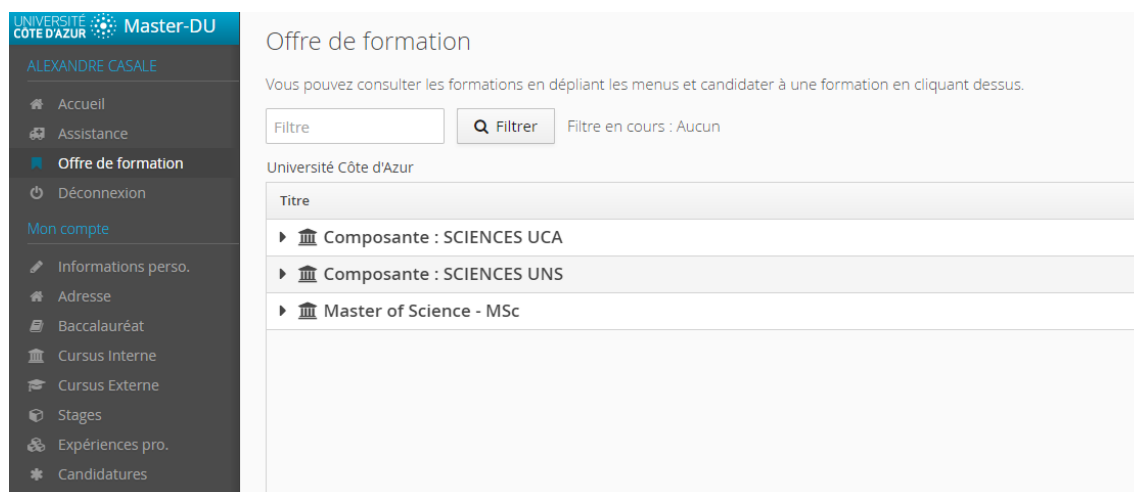 UNIVERSITÉ
CÔTE D'AZUR
Master-DU
ALEXANDRE CASALE
Accueil
Assistance
Offre de formation
Déconnexion
Mon compte
Informations perso.
Adresse
Baccalauréat
Cursus Interne
Cursus Externe
Stages
Expériences pro.
Candidatures
Offre de formation
Vous pouvez consulter les formations en dépliant les menus et candidater à une formation en cliquant dessus.
Filtre
Filtrer
Filtre en cours : Aucun
Université Côte d'Azur
Titre
Composante : SCIENCES UCA
Composante : SCIENCES UNS
Master of Science - MSc